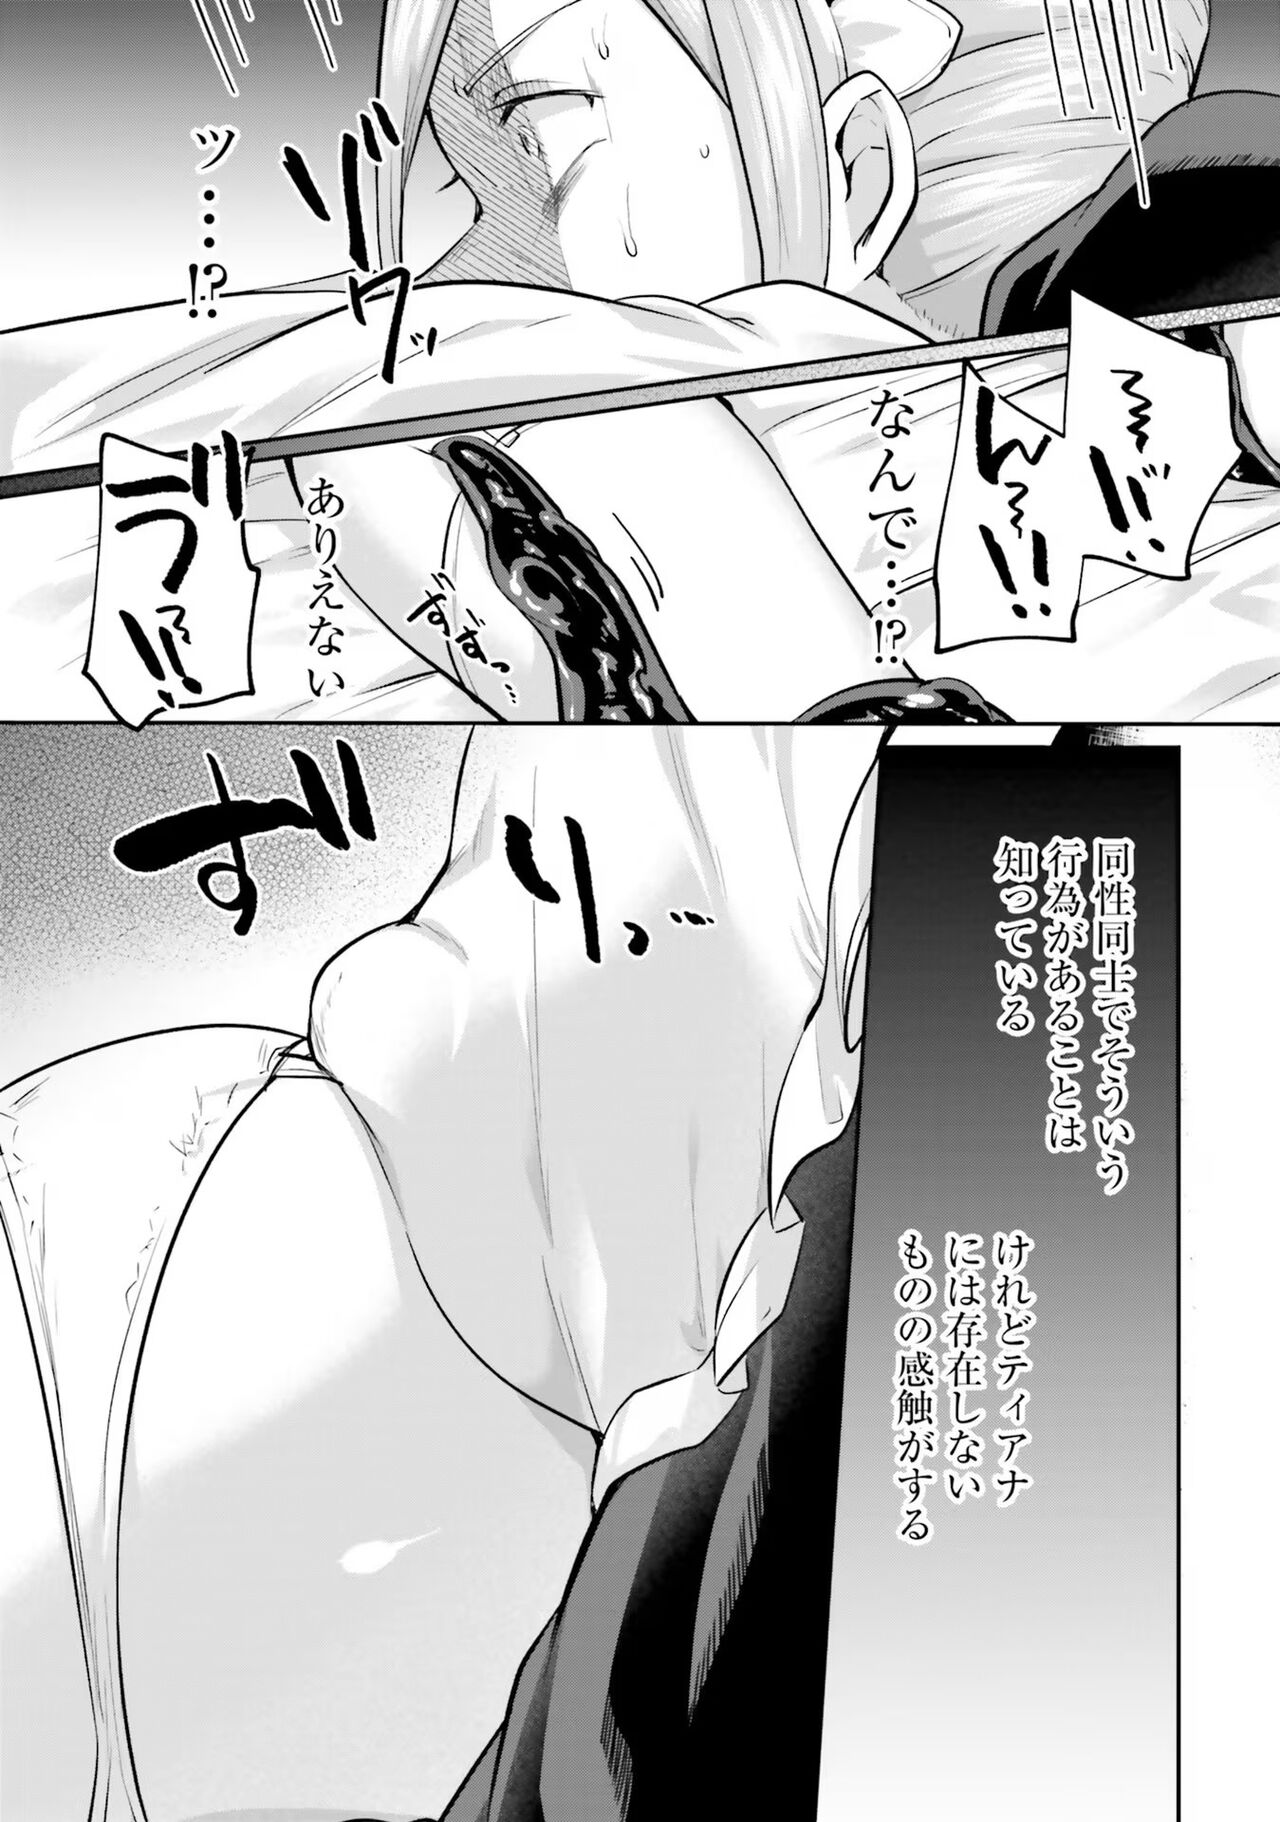 ゾワッ
ッ…!?
んん〜〜!!
なんで…!?
ありえない
ずずっ…
ゔ〜!!
同性同士でそういう
行為があることは
知っている
けれどティアナ
には存在しない
ものの感触がする
ずりっ